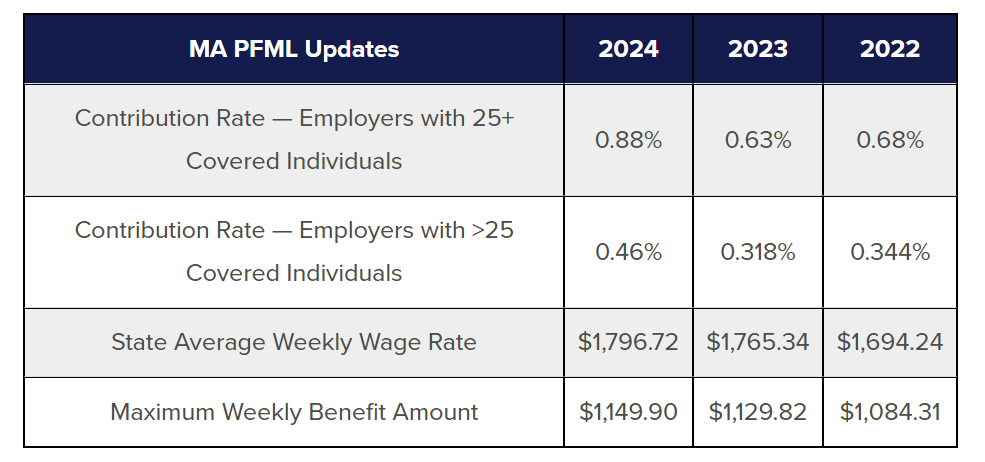 MA PFML Updates 2024 2023 2022
Contribution Rate — Employers with 25+
Covered Individuals
0.88% 0.63% 0.68%
Contribution Rate — Employers with >25
Covered Individuals
0.46% 0.318% 0.344%
State Average Weekly Wage Rate $1,796.72 $1,765.34 $1,694.24
Maximum Weekly Benefit Amount $1,149.90 $1,129.82 $1,084.31